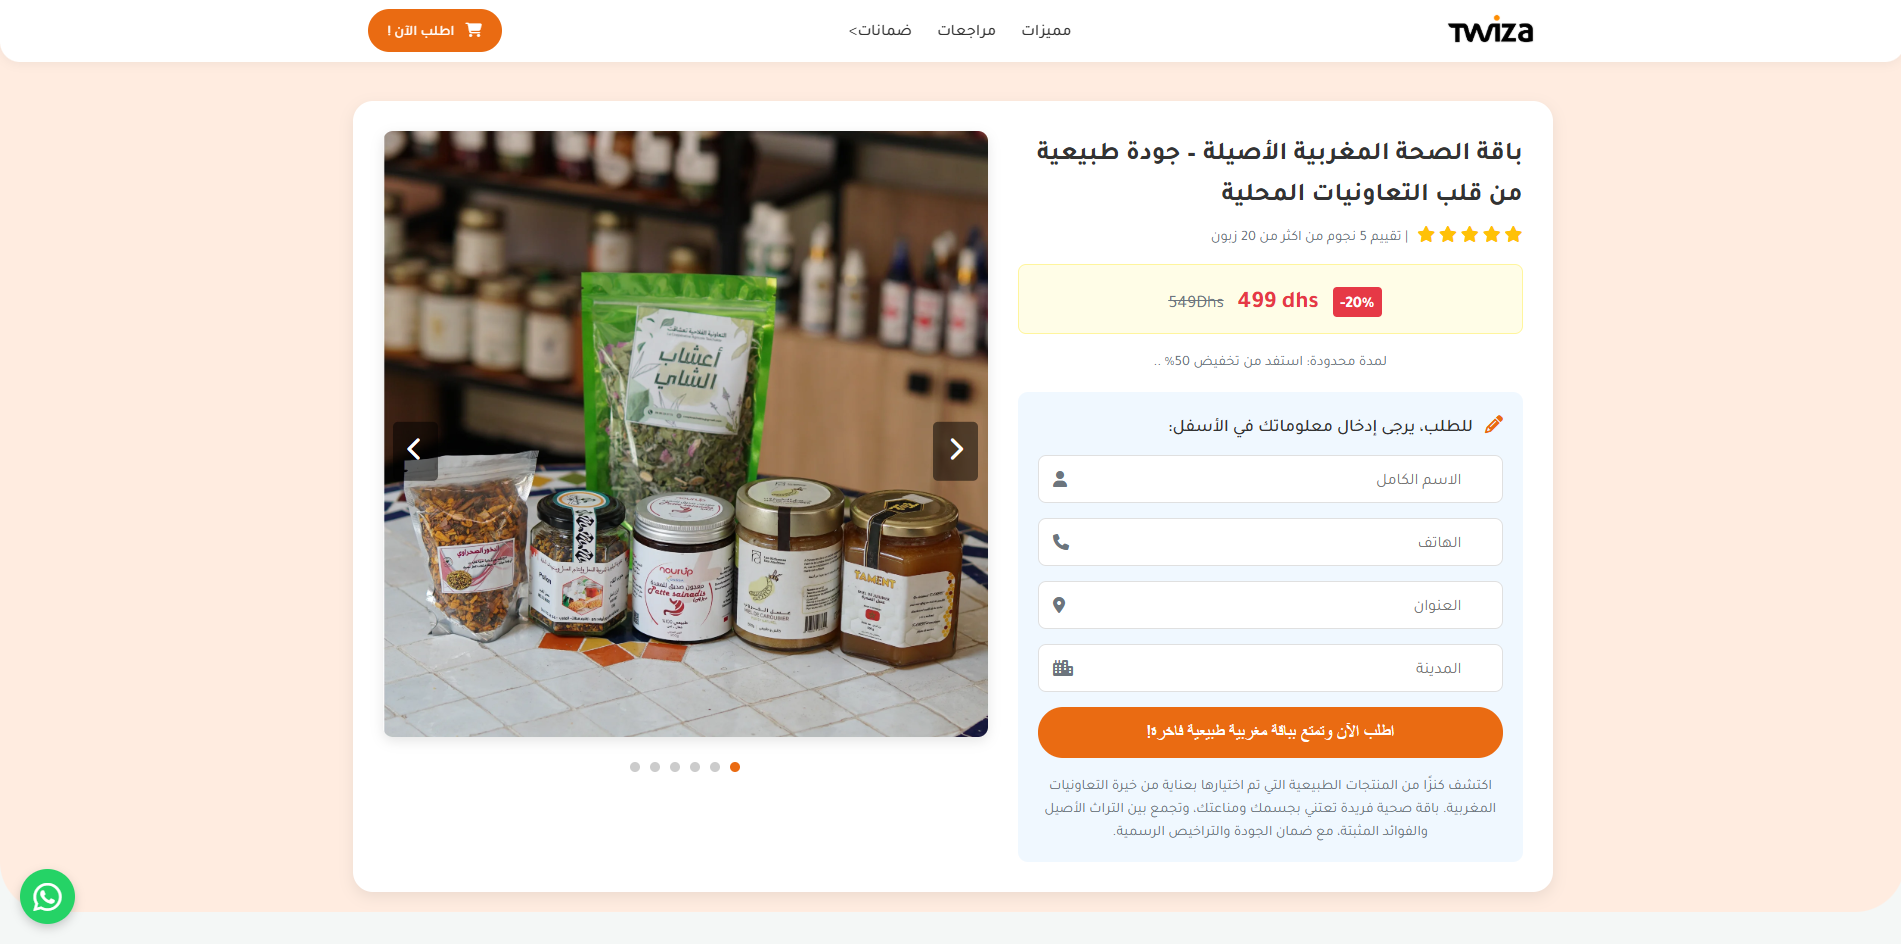 TWIZA
مميزات
مراجعات
ضمانات>
اطلب الآن !
باقة الصحة المغربية الأصيلة - جودة طبيعية
من قلب التعاونيات المحلية
| تقييم 5 نجوم من اكثر من 20 زبون
-20%
499 dhs
549Dhs
لمدة محدودة: استفد من تخفيض 50% ..
للطلب، يرجى إدخال معلوماتك في الأسفل:
الاسم الكامل
الهاتف
العنوان
المدينة
اطلب الآن وتمتع بباقة مغربية طبيعية فاخرة!
اكتشف كنزًا من المنتجات الطبيعية التي تم اختيارها بعناية من خيرة التعاونيات
المغربية. باقة صحية فريدة تعتني بجسمك ومناعتك، وتجمع بين التراث الأصيل
والفوائد المثبتة، مع ضمان الجودة والتراخيص الرسمية.
أعشاب
الشاي
nourup
TAMENT